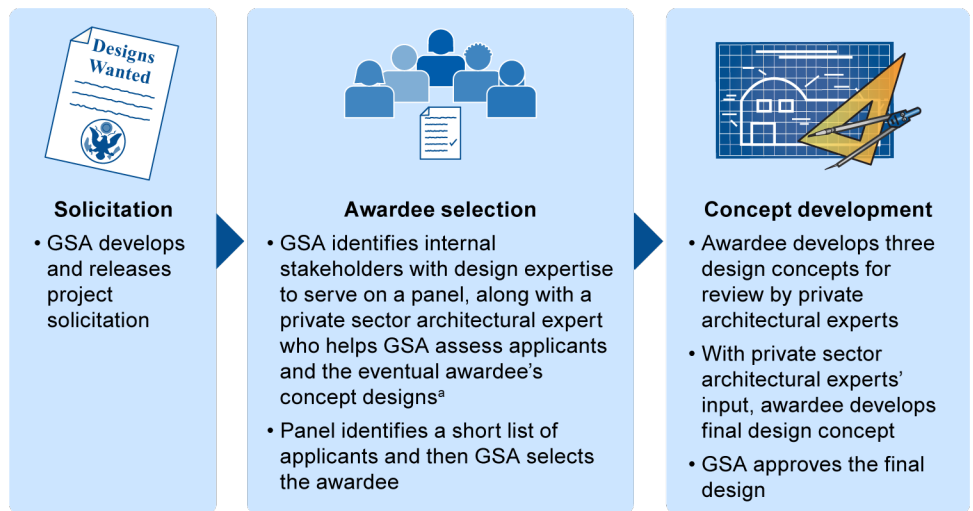 Designs
Wanted
Solicitation
• GSA develops
and releases
project
solicitation
Awardee selection
• GSA identifies internal
stakeholders with design expertise
to serve on a panel, along with a
private sector architectural expert
who helps GSA assess applicants
and the eventual awardee’s
concept designsᵃ
• Panel identifies a short list of
applicants and then GSA selects
the awardee
Concept development
• Awardee develops three
design concepts for
review by private
architectural experts
• With private sector
architectural experts’
input, awardee develops
final design concept
• GSA approves the final
design